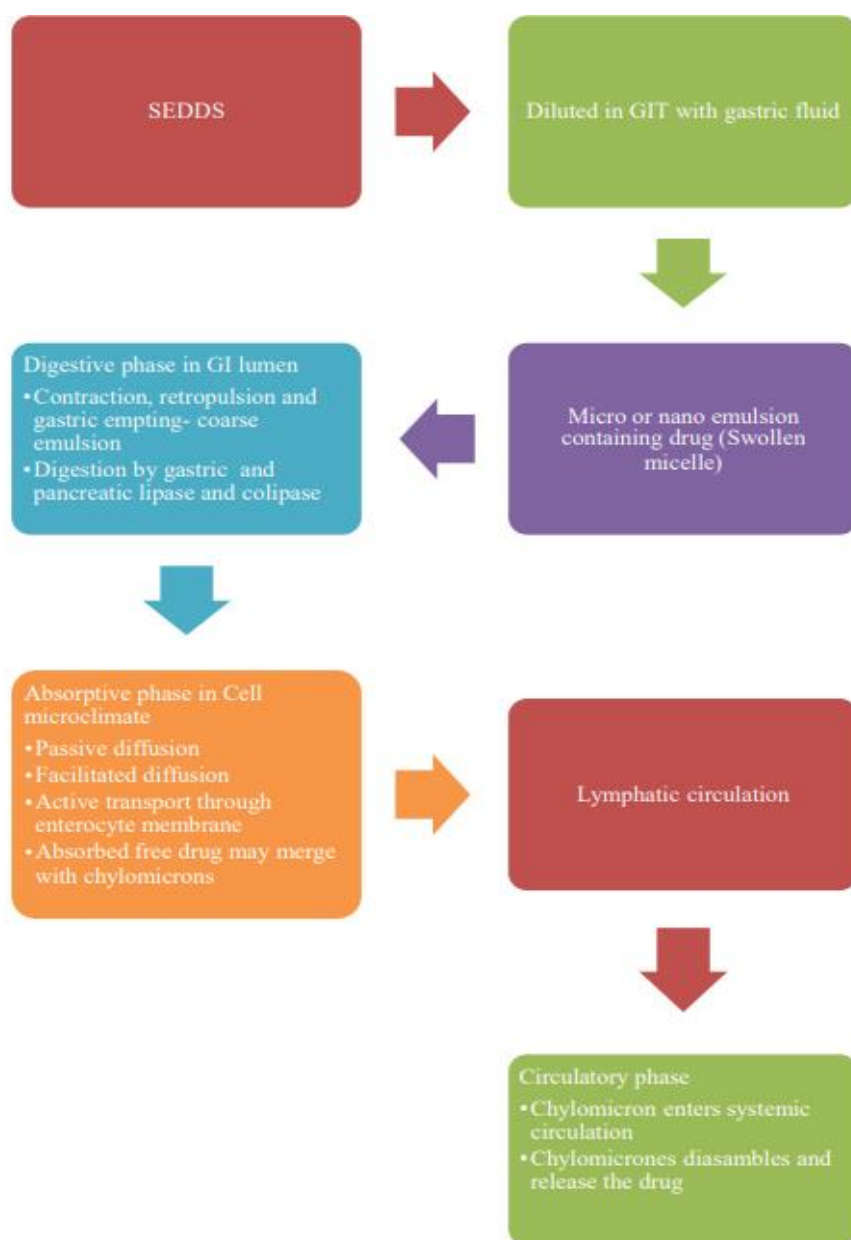 SEDDS
Diluted in GIT with gastric fluid
Micro or nano emulsion
containing drug (Swollen
micelle)
Digestive phase in GI lumen
•Contraction, retropulsion and
gastric empting- coarse
emulsion
•Digestion by gastric and
pancreatic lipase and colipase
Absorptive phase in Cell
microclimate
•Passive diffusion
•Facilitated diffusion
•Active transport through
enterocyte membrane
•Absorbed free drug may merge
with chylomicrons
Lymphatic circulation
Circulatory phase
•Chylomicron enters systemic
circulation
•Chylomicrones diasambles and
release the drug